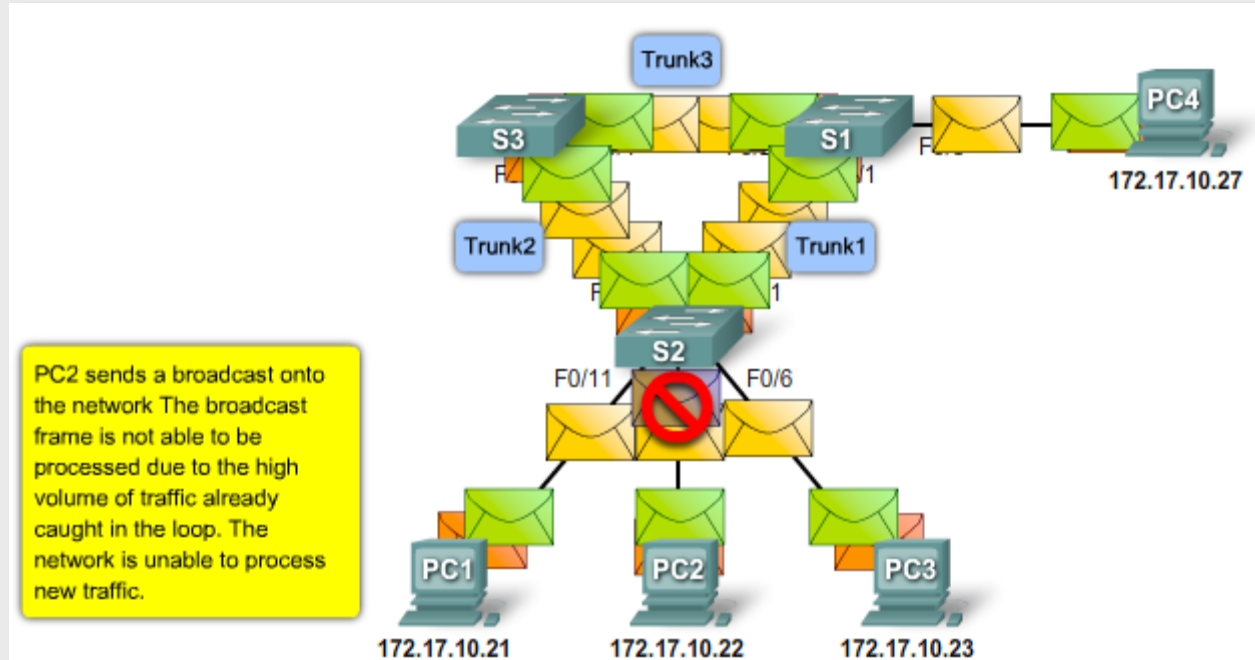 Trunk3
PC4
S3
S1
172.17.10.27
Trunk2
Trunk1
S2
F0/11
F0/6
PC2 sends a broadcast onto
the network The broadcast
frame is not able to be
processed due to the high
volume of traffic already
caught in the loop. The
network is unable to process
new traffic.
PC1
PC2
PC3
172.17.10.21
172.17.10.22
172.17.10.23